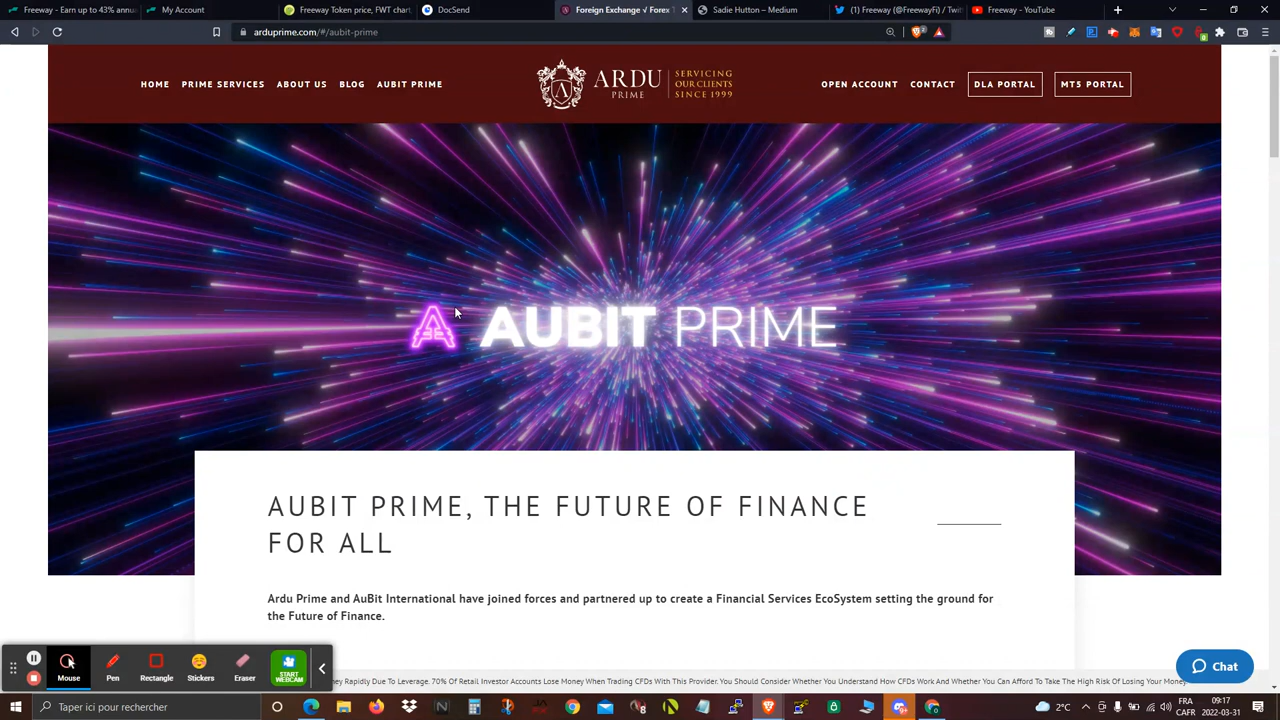 Freeway - Earn up to 43% annu
My Account
Freeway Token price, FWT chart,
DocSend
Foreign Exchange √ Forex T
Sadie Hutton – Medium
(1) Freeway (@FreewayFi) / Twitt
Freeway - YouTube
arduprime.com/#/aubit-prime
HOME PRIME SERVICES ABOUT US BLOG AUBIT PRIME
ARDU PRIME
SERVICING OUR CLIENTS SINCE 1999
OPEN ACCOUNT CONTACT DLA PORTAL MT5 PORTAL
AUBIT PRIME
AUBIT PRIME, THE FUTURE OF FINANCE
FOR ALL
Ardu Prime and AuBit International have joined forces and partnered up to create a Financial Services EcoSystem setting the ground for
the Future of Finance.
Mouse Pen Rectangle Stickers Eraser START WEBCAM
ney Rapidly Due To Leverage. 70% Of Retail Investor Accounts Lose Money When Trading CFDs With This Provider. You Should Consider Whether You Understand How CFDs Work And Whether You Can Afford To Take The High Risk Of Losing Your Money.
Chat
Taper ici pour rechercher
2°C
FRA
CAFR
09:17
2022-03-31